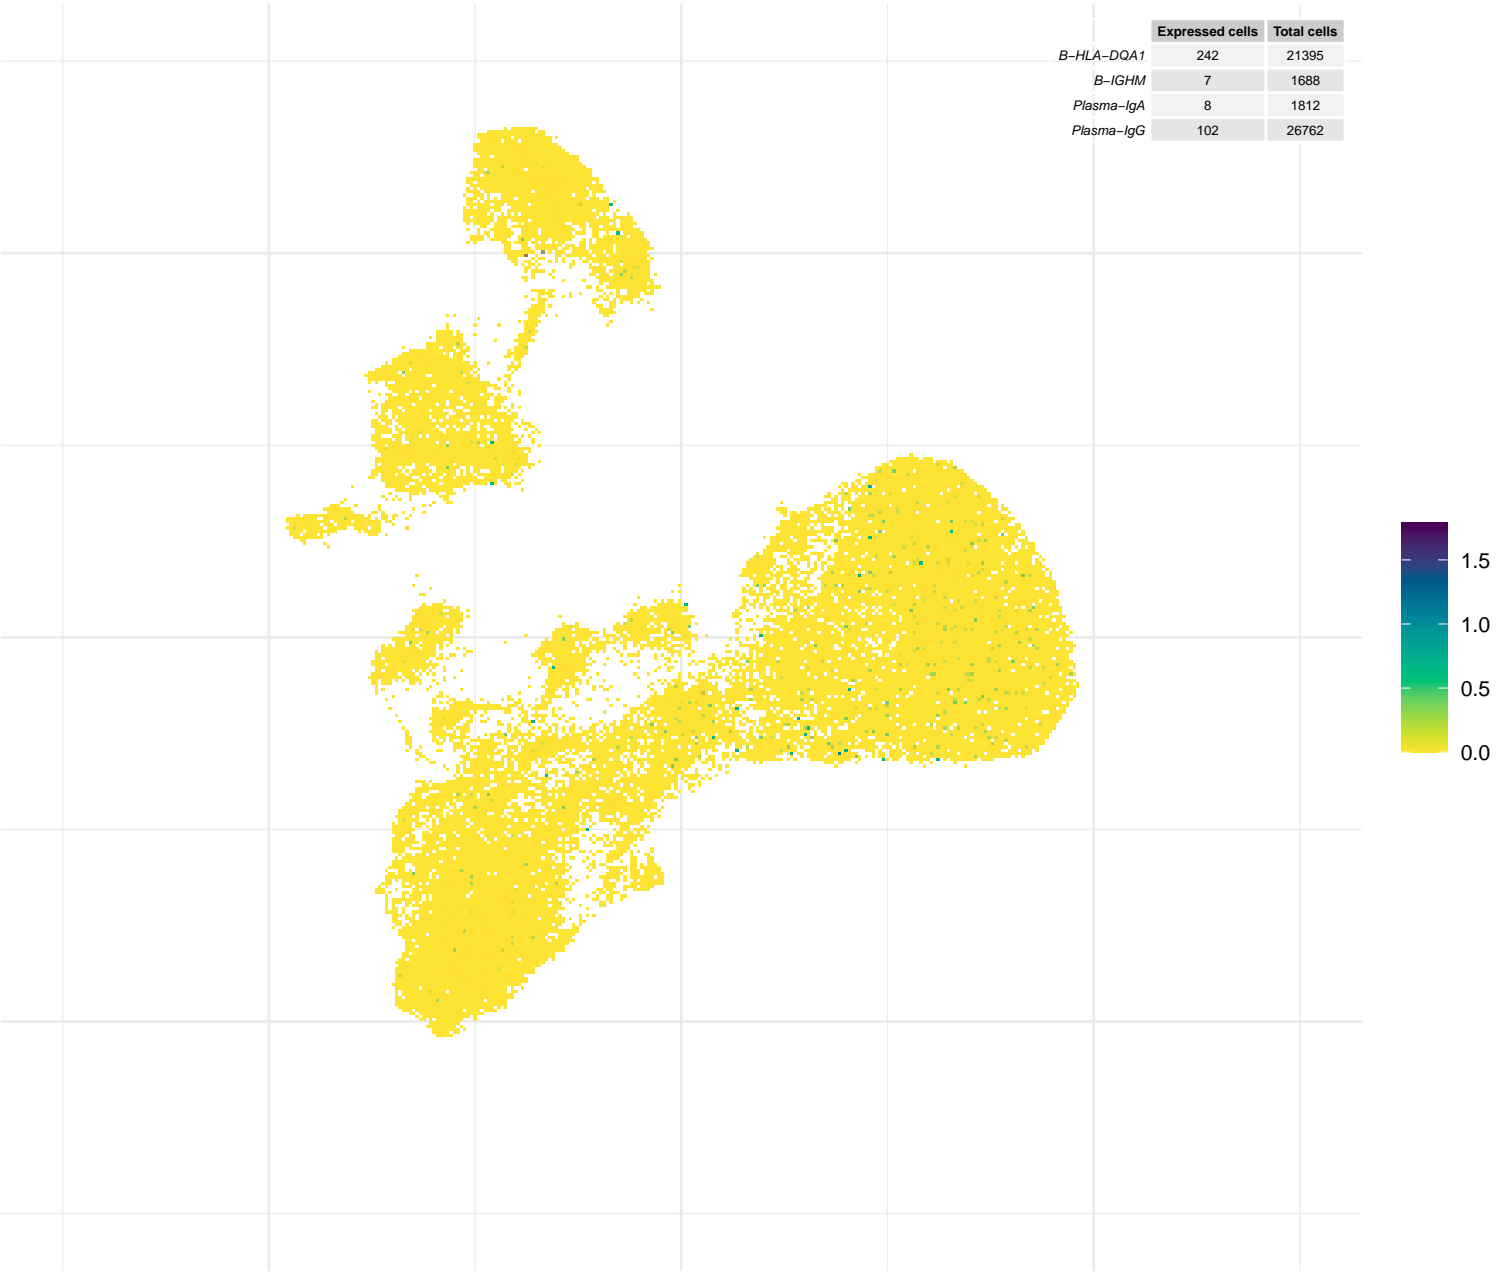 Expressed cells Total cells
B−HLA−DQA1 242 21395
B−IGHM 7 1688
Plasma−IgA 8 1812
Plasma−IgG 102 26762
1.5
1.0
0.5
0.0